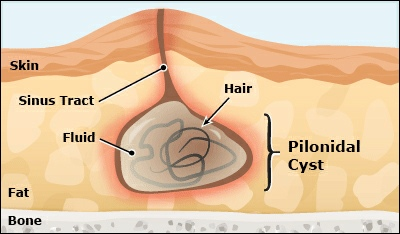 Skin
Sinus Tract
Hair
Fluid
Pilonidal
Cyst
Fat
Bone